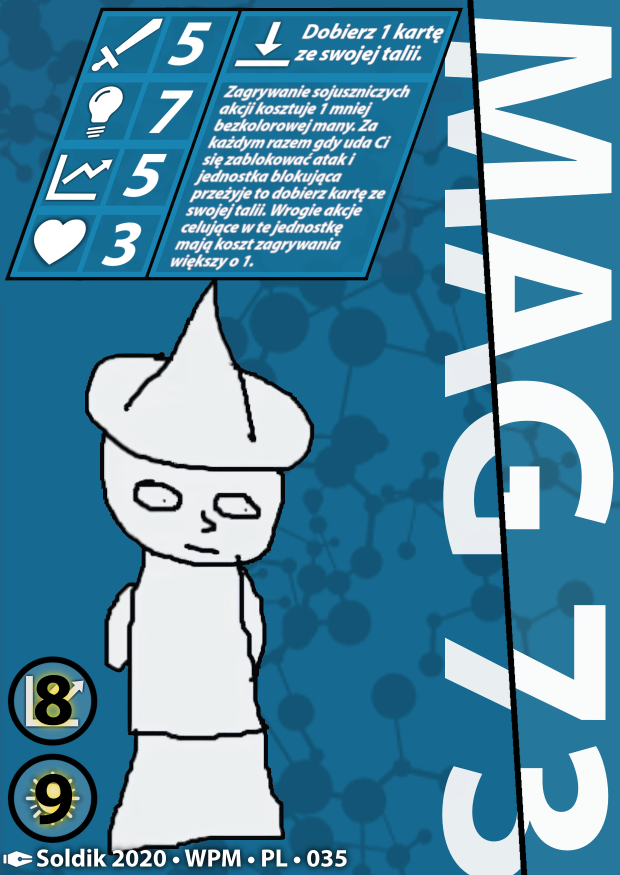 5
7
5
3
Dobierz 1 kartę
ze swojej talii.
Zagrywanie sojuszniczych
akcji kosztuje 1 mniej
bezkolorowej many. Za
każdym razem gdy uda Ci
się zablokować atak i
jednostka blokująca
przeżyje to dobierz kartę ze
swojej talii. Wrogie akcje
celujące w te jednostkę
mają koszt zagrywania
większy o 1.
MAG 73
8
9
Soldik 2020 • WPM • PL • 035